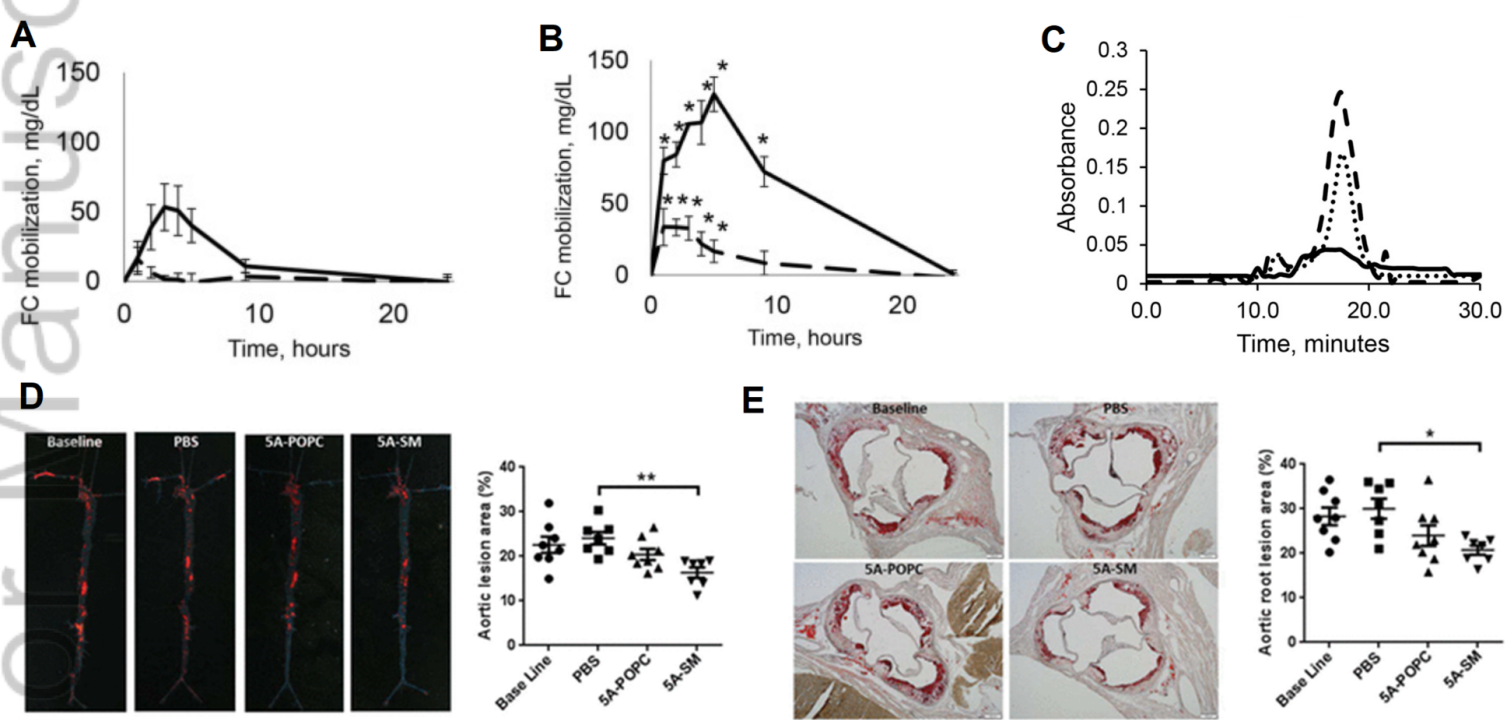 A
150
100
50
0
FC mobilization, mg/dL
0 10 20
Time, hours
B
150
100
50
0
FC mobilization, mg/dL
* * * * * *
* * * * *
0 10 20
Time, hours
C
0.3
0.25
0.2
0.15
0.1
0.05
0
Absorbance
0.0 10.0 20.0 30.0
Time, minutes
D
Baseline PBS 5A-POPC 5A-SM
Aortic lesion area (%)
40
30
20
10
0
**
Base Line PBS 5A-POPC 5A-SM
E
Baseline PBS
5A-POPC 5A-SM
Aortic root lesion area (%)
40
30
20
10
0
*
Base Line PBS 5A-POPC 5A-SM
or Manusc